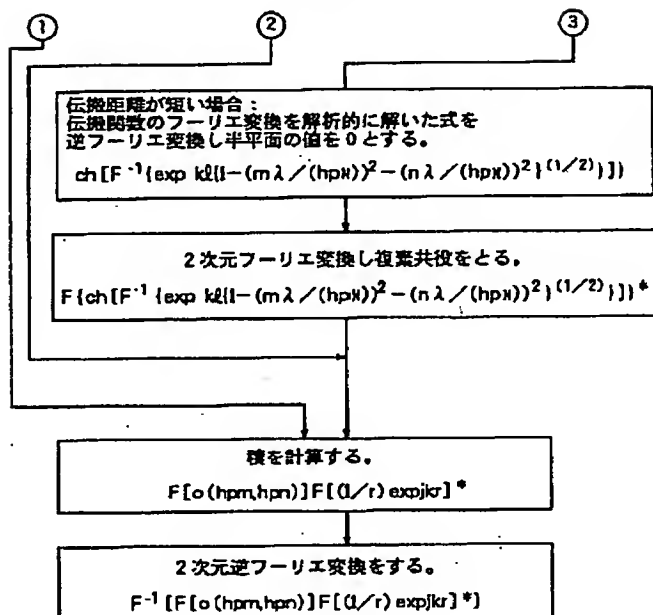 ① ② ③
伝搬距離が短い場合：
伝搬関数のフーリエ変換を解析的に解いた式を
逆フーリエ変換し半平面の値を0とする。
ch[F⁻¹{exp kℓ{1−(mλ／(hpx))²−(nλ／(hpx))²}^(1/2)}]}
2次元フーリエ変換し複素共役をとる。
F{ch[F⁻¹{exp kℓ{1−(mλ／(hpx))²−(nλ／(hpx))²}^(1/2)}]}*
積を計算する。
F[o(hpm,hpn)]F[(1/r)expjkr]*
2次元逆フーリエ変換をする。
F⁻¹[F[o(hpm,hpn)]F[(1/r)expjkr]*]